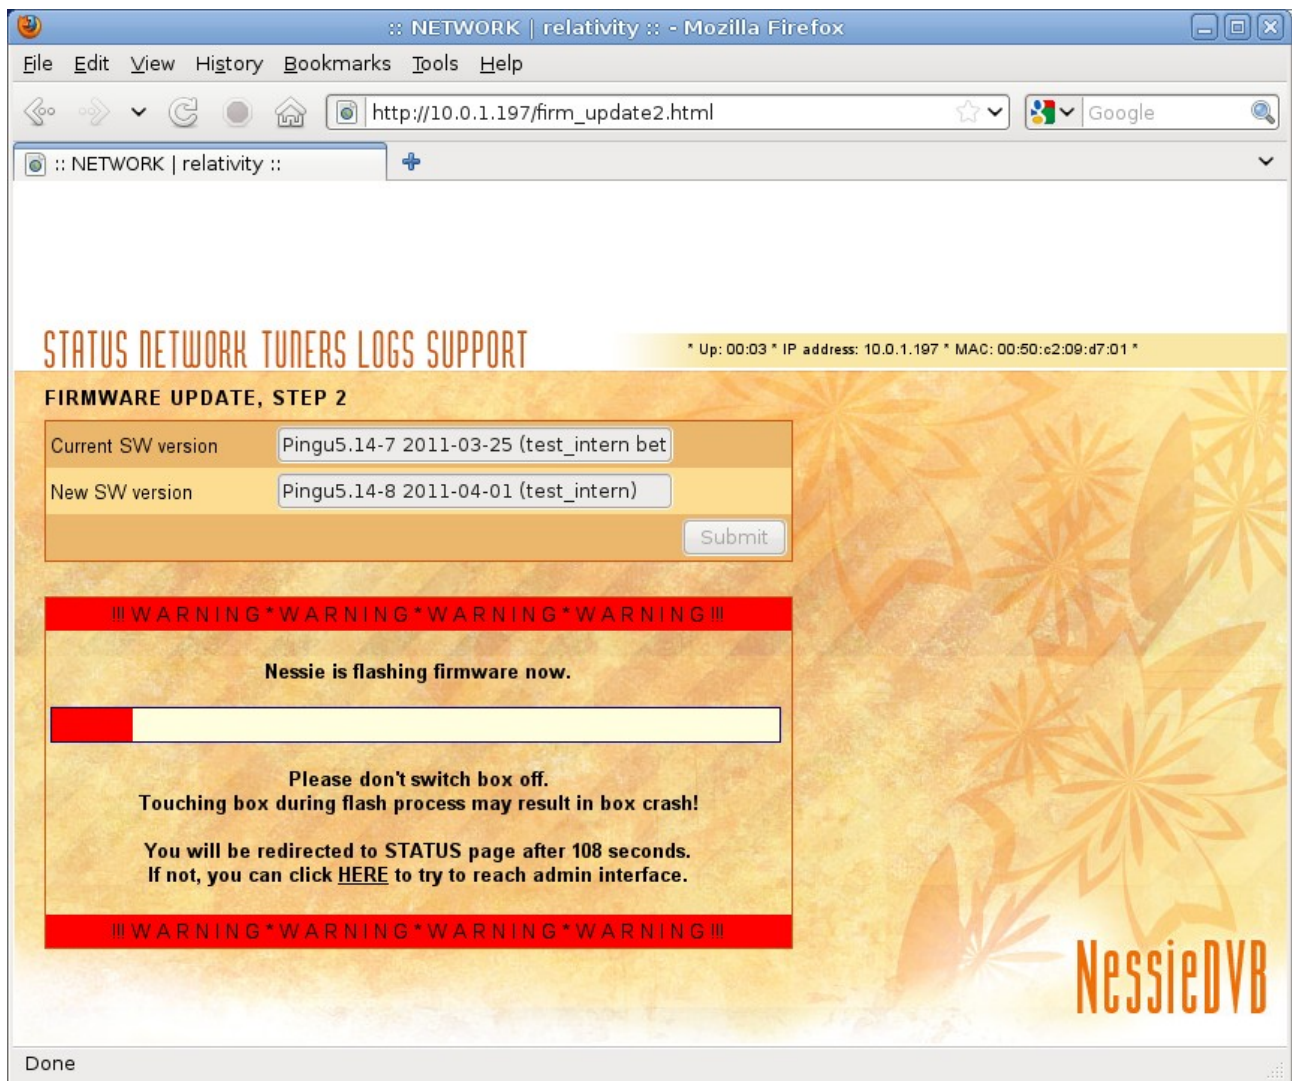 :: NETWORK | relativity :: - Mozilla Firefox
File Edit View History Bookmarks Tools Help
http://10.0.1.197/firm_update2.html Google
:: NETWORK | relativity ::
STATUS NETWORK TUNERS LOGS SUPPORT
* Up: 00:03 * IP address: 10.0.1.197 * MAC: 00:50:c2:09:d7:01 *
FIRMWARE UPDATE, STEP 2
Current SW version Pingu5.14-7 2011-03-25 (test_intern bet
New SW version Pingu5.14-8 2011-04-01 (test_intern)
Submit
!!! W A R N I N G * W A R N I N G * W A R N I N G * W A R N I N G !!!
Nessie is flashing firmware now.
Please don't switch box off.
Touching box during flash process may result in box crash!
You will be redirected to STATUS page after 108 seconds.
If not, you can click HERE to try to reach admin interface.
!!! W A R N I N G * W A R N I N G * W A R N I N G * W A R N I N G !!!
NessieDVB
Done